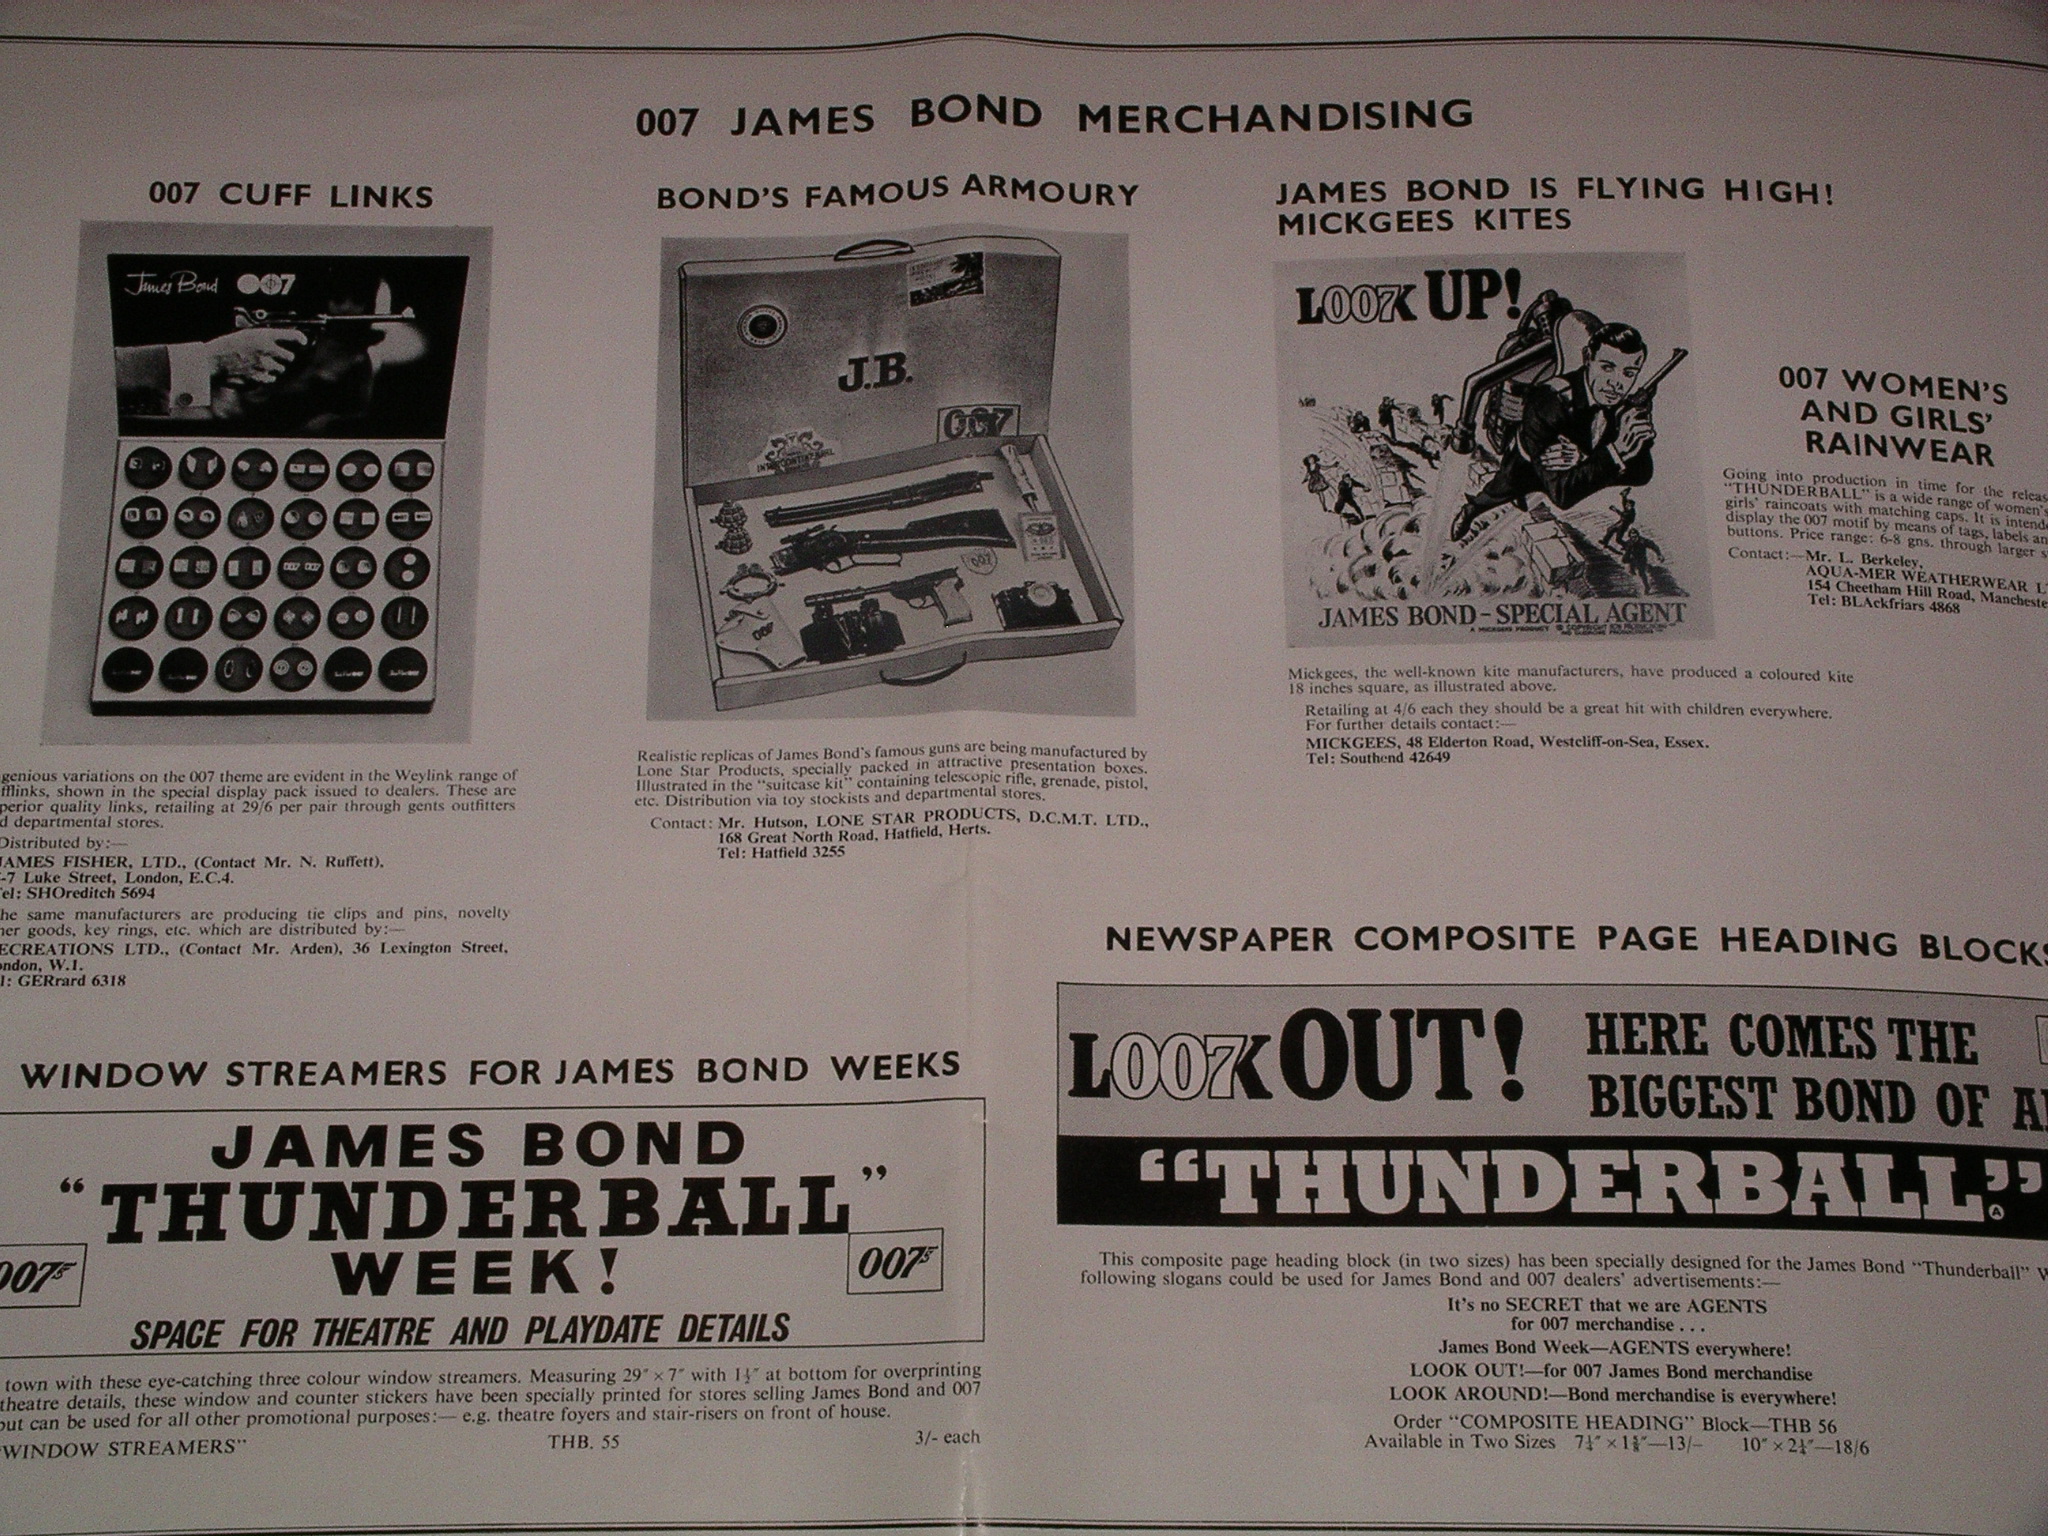 007 JAMES BOND MERCHANDISING
007 CUFF LINKS
James Bond 007
genious variations on the 007 theme are evident in the Weylink range of
fflinks, shown in the special display pack issued to dealers. These are
perior quality links, retailing at 29/6 per pair through gents outfitters
d departmental stores.
Distributed by:—
JAMES FISHER, LTD., (Contact Mr. N. Ruffett).
-7 Luke Street, London, E.C.4.
Tel: SHOreditch 5694
he same manufacturers are producing tie clips and pins, novelty
her goods, key rings, etc. which are distributed by:—
ECREATIONS LTD., (Contact Mr. Arden), 36 Lexington Street,
ondon, W.1.
l: GERrard 6318
BOND'S FAMOUS ARMOURY
J.B.
007
INTERCONTINENTAL
007
007
Realistic replicas of James Bond's famous guns are being manufactured by
Lone Star Products, specially packed in attractive presentation boxes.
Illustrated in the "suitcase kit" containing telescopic rifle, grenade, pistol,
etc. Distribution via toy stockists and departmental stores.
Contact: Mr. Hutson, LONE STAR PRODUCTS, D.C.M.T. LTD.,
168 Great North Road, Hatfield, Herts.
Tel: Hatfield 3255
JAMES BOND IS FLYING HIGH!
MICKGEES KITES
LOO7K UP!
JAMES BOND – SPECIAL AGENT
A MICKGEES PRODUCT
Mickgees, the well-known kite manufacturers, have produced a coloured kite
18 inches square, as illustrated above.
Retailing at 4/6 each they should be a great hit with children everywhere.
For further details contact:—
MICKGEES, 48 Elderton Road, Westcliff-on-Sea, Essex.
Tel: Southend 42649
007 WOMEN'S
AND GIRLS'
RAINWEAR
Going into production in time for the releas
"THUNDERBALL" is a wide range of women's
girls' raincoats with matching caps. It is intend
display the 007 motif by means of tags, labels an
buttons. Price range: 6-8 gns. through larger s
Contact:—Mr. L. Berkeley,
AQUA-MER WEATHERWEAR L
154 Cheetham Hill Road, Mancheste
Tel: BLAckfriars 4868
WINDOW STREAMERS FOR JAMES BOND WEEKS
JAMES BOND
"THUNDERBALL"
WEEK!
007
007
SPACE FOR THEATRE AND PLAYDATE DETAILS
town with these eye-catching three colour window streamers. Measuring 29″ × 7″ with 1½″ at bottom for overprinting
theatre details, these window and counter stickers have been specially printed for stores selling James Bond and 007
but can be used for all other promotional purposes:— e.g. theatre foyers and stair-risers on front of house.
"WINDOW STREAMERS" THB. 55 3/- each
NEWSPAPER COMPOSITE PAGE HEADING BLOCKS
LOO7K OUT! HERE COMES THE
BIGGEST BOND OF A
"THUNDERBALL."
This composite page heading block (in two sizes) has been specially designed for the James Bond "Thunderball" W
following slogans could be used for James Bond and 007 dealers' advertisements:—
It's no SECRET that we are AGENTS
for 007 merchandise . . .
James Bond Week—AGENTS everywhere!
LOOK OUT!—for 007 James Bond merchandise
LOOK AROUND!—Bond merchandise is everywhere!
Order "COMPOSITE HEADING" Block—THB 56
Available in Two Sizes 7¼″ × 1⅝″—13/- 10″ × 2¼″—18/6